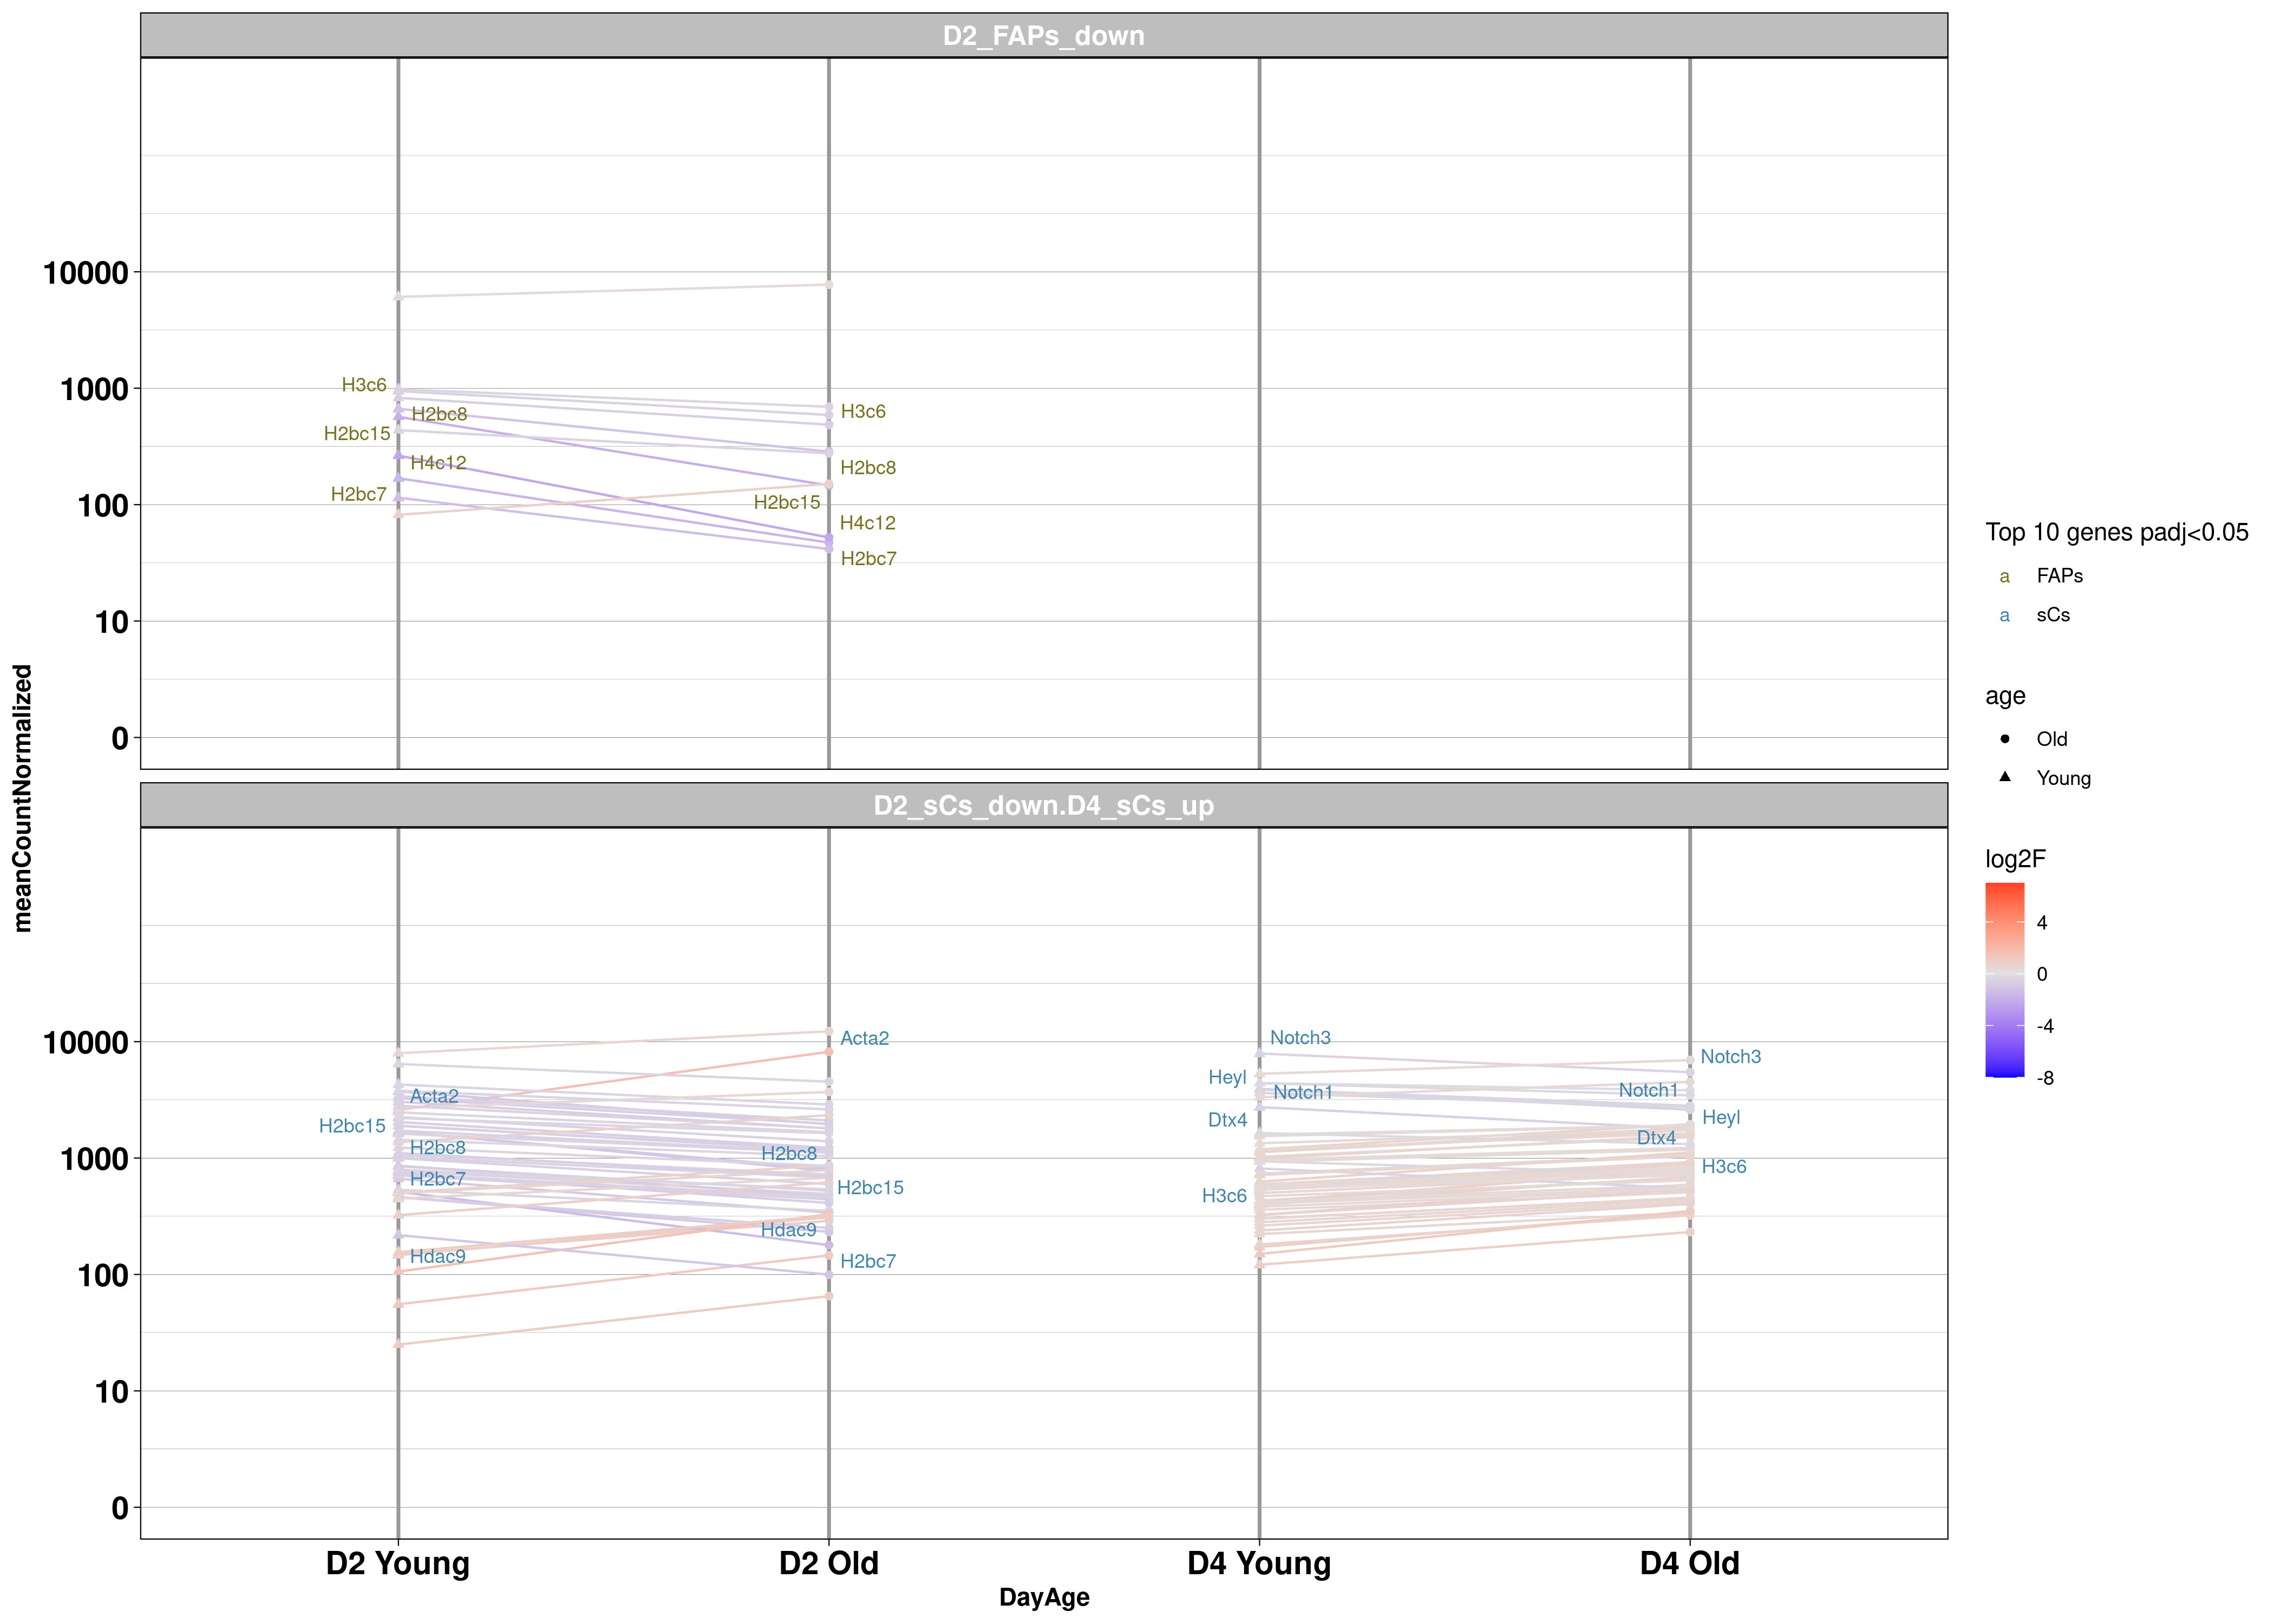 D2_FAPs_down
10000
1000
100
10
0
H3c6
H2bc8
H2bc15
H4c12
H2bc7
H3c6
H2bc8
H2bc15
H4c12
H2bc7
meanCountNormalized
D2_sCs_down.D4_sCs_up
10000
1000
100
10
0
Acta2
H2bc15
H2bc8
H2bc7
Hdac9
Acta2
H2bc8
H2bc15
Hdac9
H2bc7
Notch3
Heyl
Notch1
Dtx4
H3c6
Notch3
Notch1
Heyl
Dtx4
H3c6
D2 Young
D2 Old
D4 Young
D4 Old
DayAge
Top 10 genes padj<0.05
a FAPs
a sCs
age
Old
Young
log2F
4
0
-4
-8